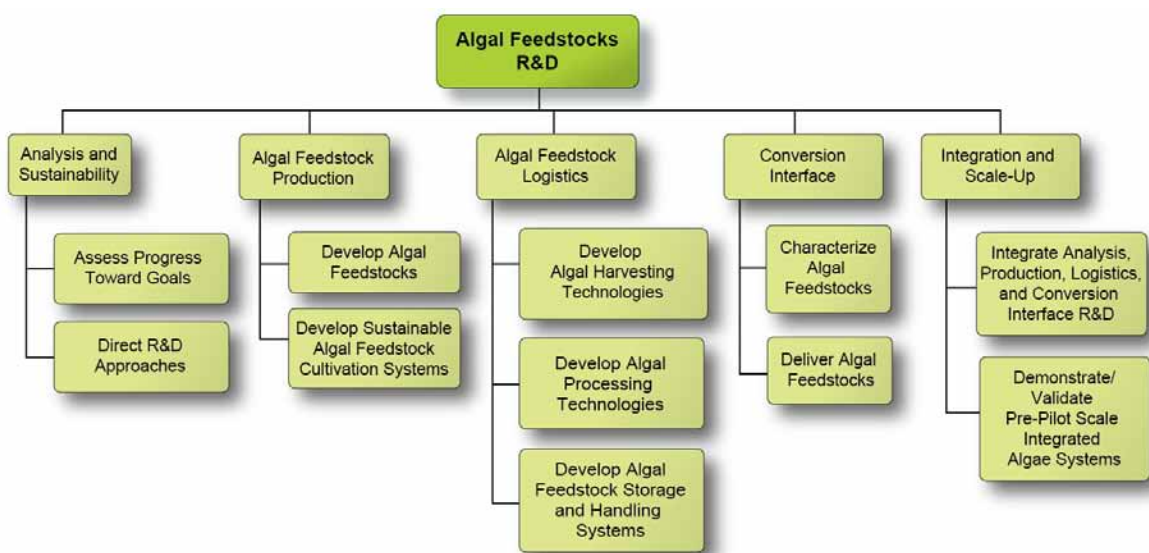 Algal Feedstocks
R&D
Analysis and
Sustainability
Assess Progress
Toward Goals
Direct R&D
Approaches
Algal Feedstock
Production
Develop Algal
Feedstocks
Develop Sustainable
Algal Feedstock
Cultivation Systems
Algal Feedstock
Logistics
Develop
Algal Harvesting
Technologies
Develop Algal
Processing
Technologies
Develop Algal
Feedstock Storage
and Handling
Systems
Conversion
Interface
Characterize
Algal
Feedstocks
Deliver Algal
Feedstocks
Integration and
Scale-Up
Integrate Analysis,
Production, Logistics,
and Conversion
Interface R&D
Demonstrate/
Validate
Pre-Pilot Scale
Integrated
Algae Systems